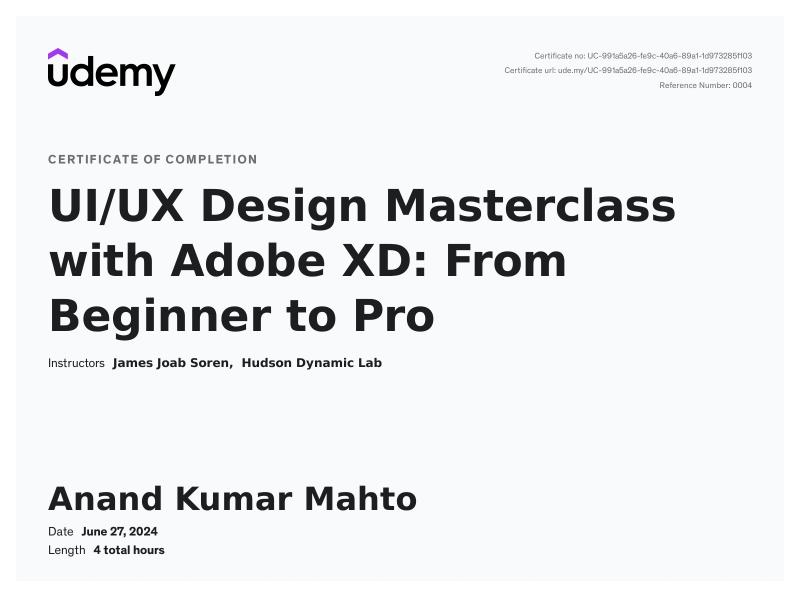 udemy
Certificate no: UC-991a5a26-fe9c-40a6-89a1-1d973285f103
Certificate url: ude.my/UC-991a5a26-fe9c-40a6-89a1-1d973285f103
Reference Number: 0004
CERTIFICATE OF COMPLETION
UI/UX Design Masterclass
with Adobe XD: From
Beginner to Pro
Instructors James Joab Soren, Hudson Dynamic Lab
Anand Kumar Mahto
Date June 27, 2024
Length 4 total hours